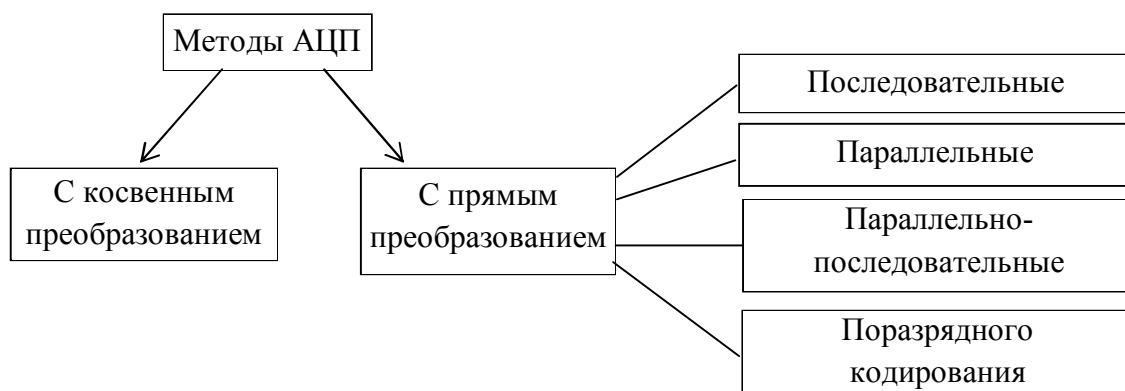 Методы АЦП
С косвенным
преобразованием
С прямым
преобразованием
Последовательные
Параллельные
Параллельно-
последовательные
Поразрядного
кодирования